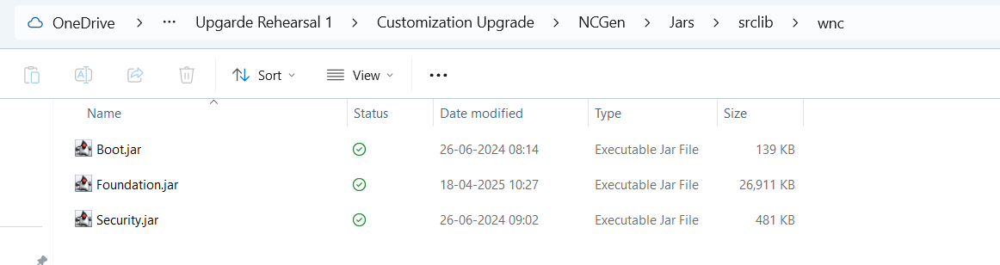 OneDrive > ··· Upgarde Rehearsal 1 > Customization Upgrade > NCGen > Jars > srclib > wnc
Sort View ···
Name Status Date modified Type Size
Boot.jar 26-06-2024 08:14 Executable Jar File 139 KB
Foundation.jar 18-04-2025 10:27 Executable Jar File 26,911 KB
Security.jar 26-06-2024 09:02 Executable Jar File 481 KB